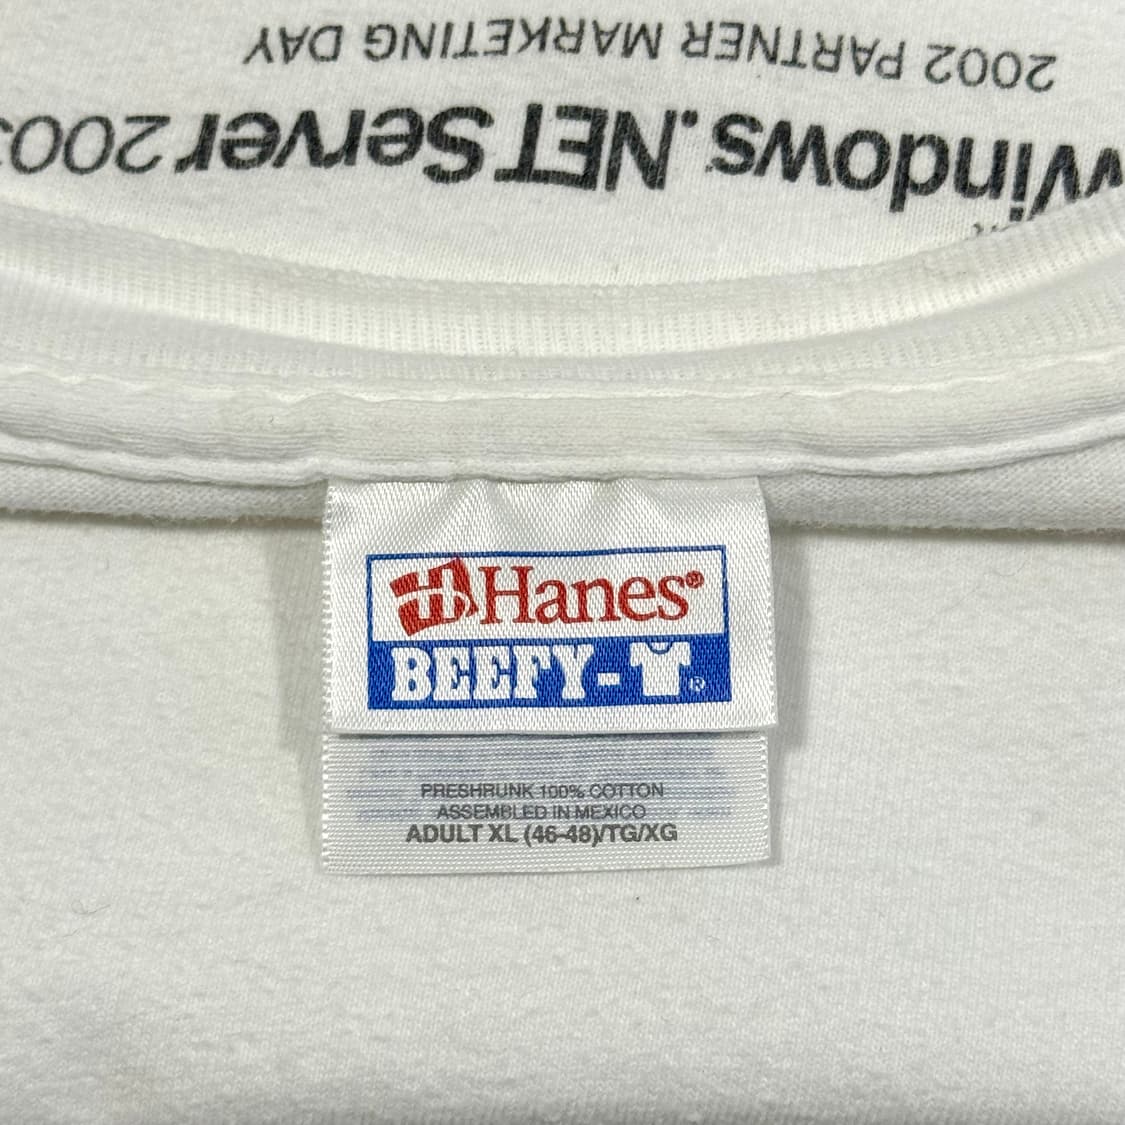 Windows.NET Server 2003
2002 PARTNER MARKETING DAY
Hanes®
BEEFY-T®
PRESHRUNK 100% COTTON
ASSEMBLED IN MEXICO
ADULT XL (46-48)/TG/XG